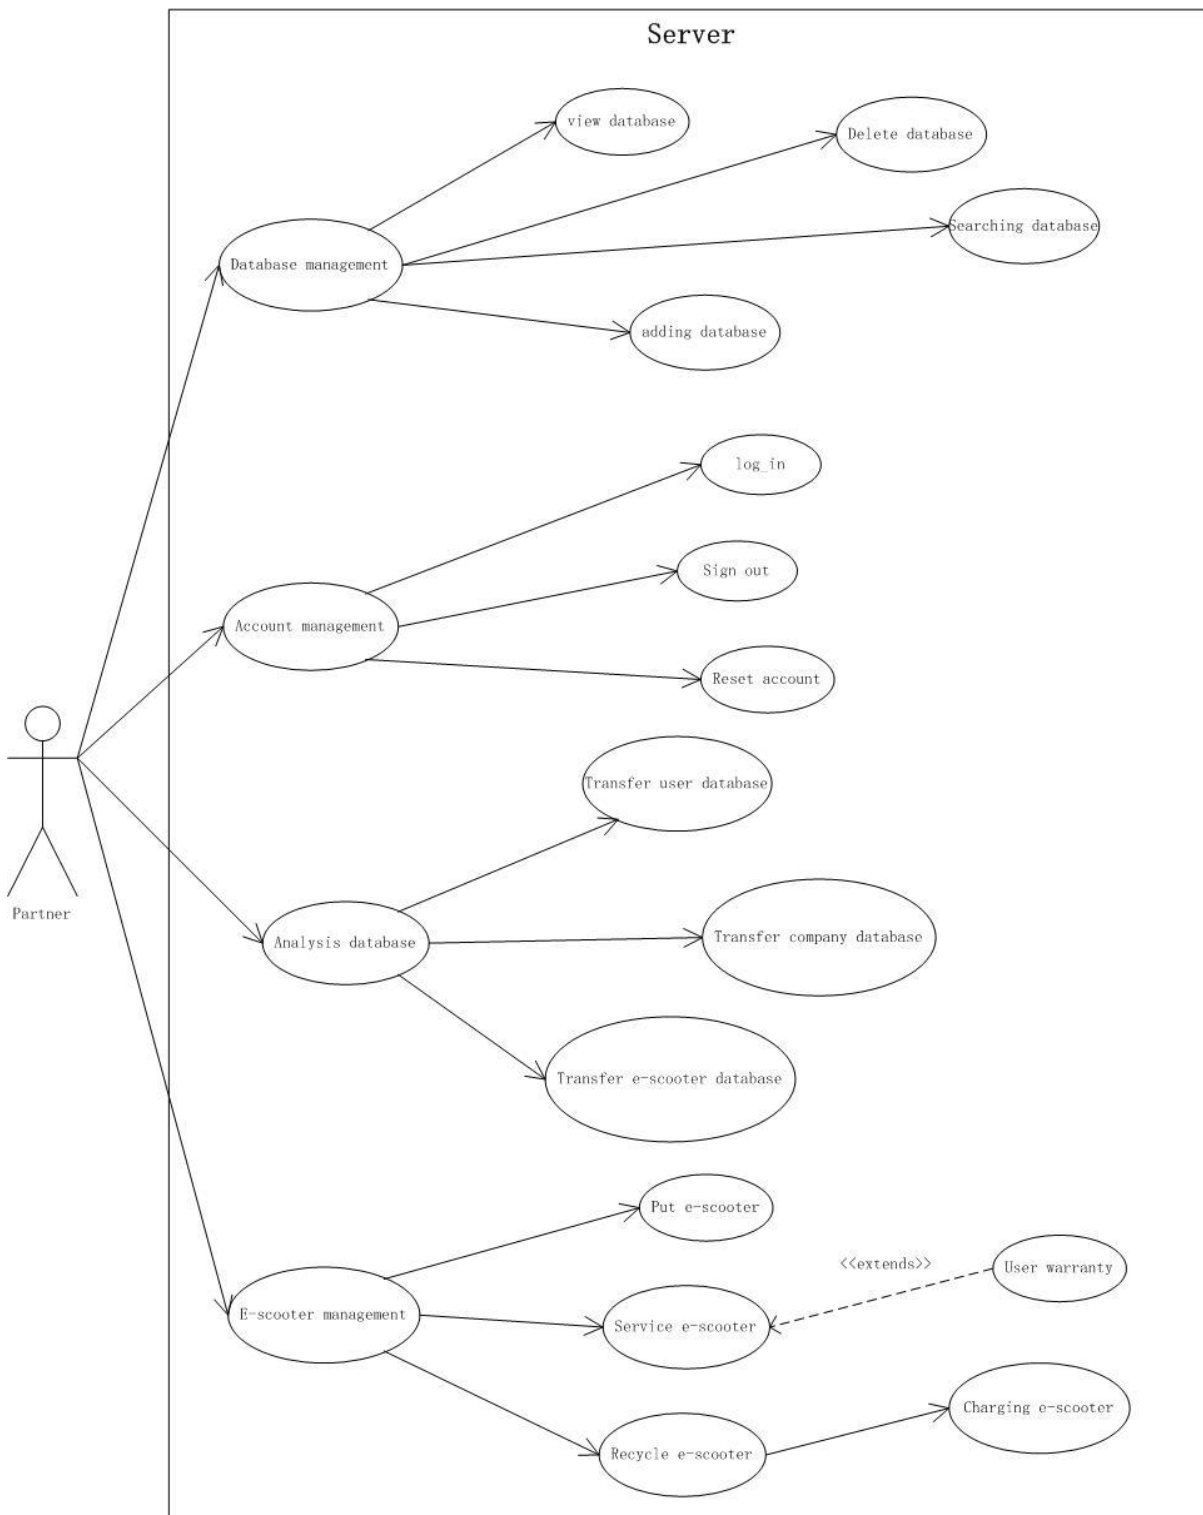 Server
view database
Delete database
Searching database
Database management
adding database
log_in
Sign out
Account management
Reset account
Transfer user database
Partner
Analysis database
Transfer company database
Transfer e-scooter database
Put e-scooter
<<extends>>
User warranty
E-scooter management
Service e-scooter
Charging e-scooter
Recycle e-scooter